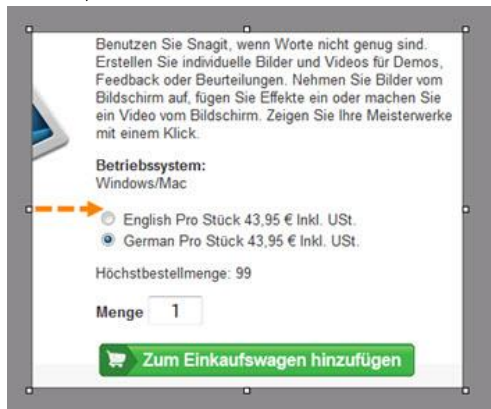 Benutzen Sie Snagit, wenn Worte nicht genug sind.
Erstellen Sie individuelle Bilder und Videos für Demos,
Feedback oder Beurteilungen. Nehmen Sie Bilder vom
Bildschirm auf, fügen Sie Effekte ein oder machen Sie
ein Video vom Bildschirm. Zeigen Sie Ihre Meisterwerke
mit einem Klick.
Betriebssystem:
Windows/Mac
English Pro Stück 43,95 € Inkl. USt.
German Pro Stück 43,95 € Inkl. USt.
Höchstbestellmenge: 99
Menge 1
Zum Einkaufswagen hinzufügen